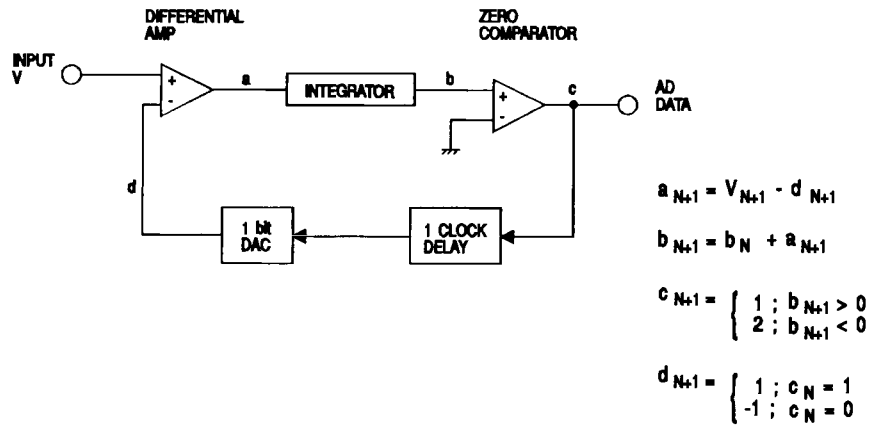 DIFFERENTIAL
AMP
ZERO
COMPARATOR
INPUT
V
+
-
a
INTEGRATOR
b
+
-
c
AD
DATA
d
1 bit
DAC
1 CLOCK
DELAY
a N+1 = V N+1 - d N+1
b N+1 = b N + a N+1
c N+1 = { 1 ; b N+1 > 0
2 ; b N+1 < 0
d N+1 = { 1 ; c N = 1
-1 ; c N = 0